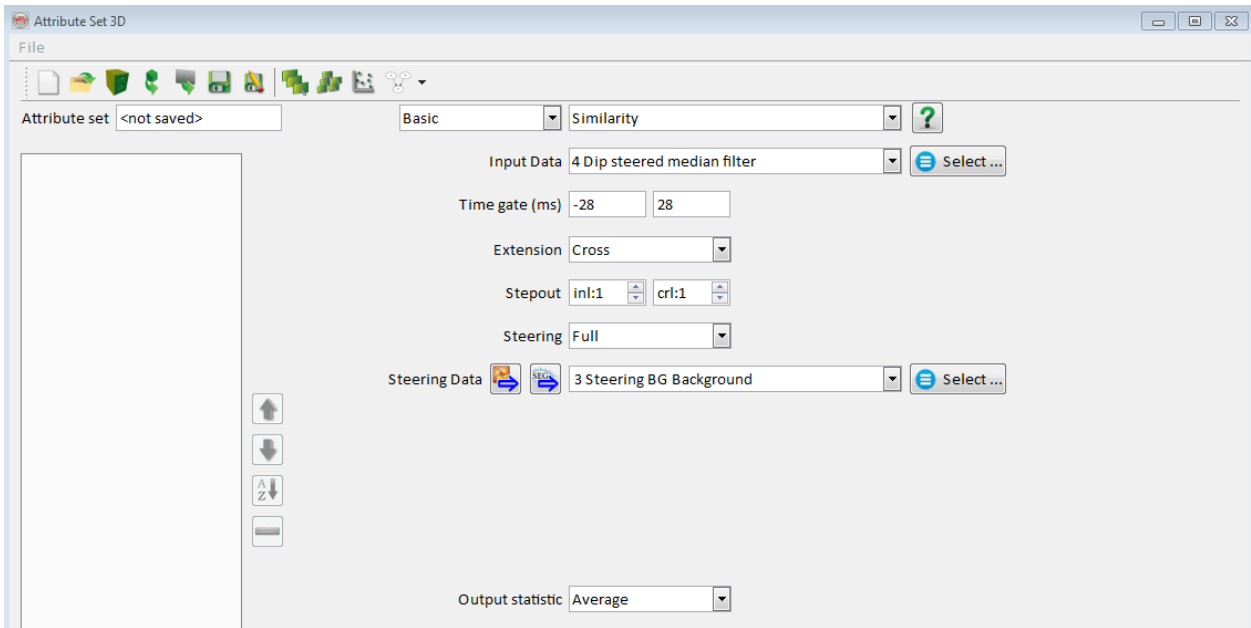 Attribute Set 3D
File
Attribute set <not saved> Basic Similarity ?
Input Data 4 Dip steered median filter Select ...
Time gate (ms) -28 28
Extension Cross
Stepout inl:1 crl:1
Steering Full
Steering Data SEG 3 Steering BG Background Select ...
A
Z
Output statistic Average